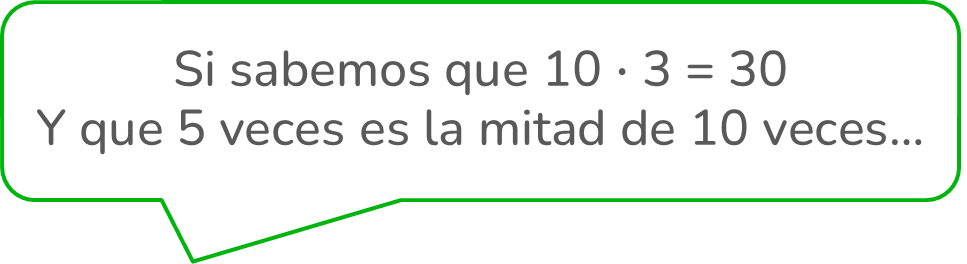 Si sabemos que 10 · 3 = 30
Y que 5 veces es la mitad de 10 veces...